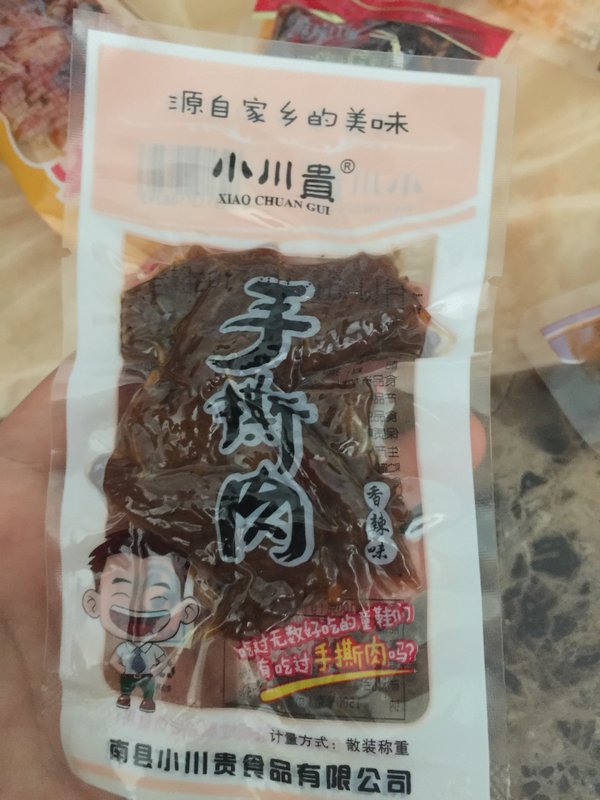 源自家乡的美味
小川貴®
XIAO CHUAN GUI
手撕肉
香辣味
吃过无数好吃的童鞋们
有吃过手撕肉吗?
计量方式：散装称重
南县小川贵食品有限公司